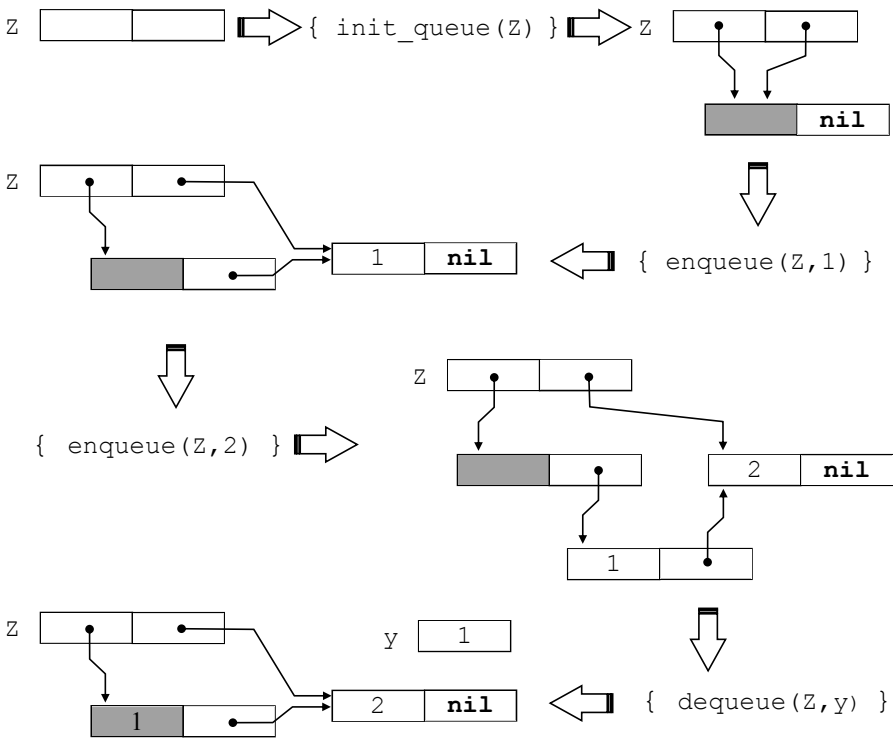 Z { init_queue(Z) } Z
nil
Z
1 nil { enqueue(Z,1) }
Z
{ enqueue(Z,2) }
2 nil
1
Z y 1
1 2 nil { dequeue(Z,y) }